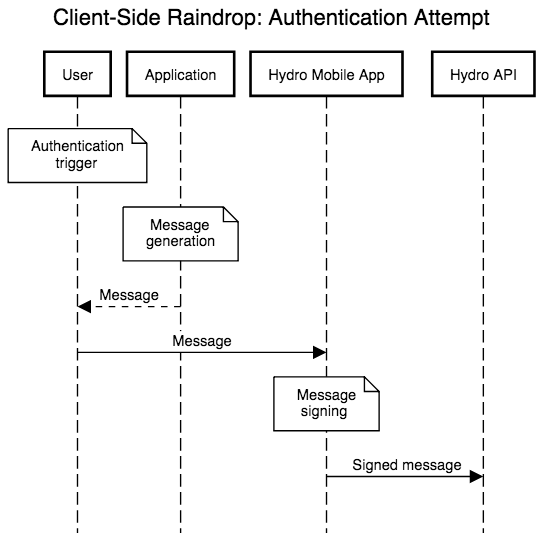 Client-Side Raindrop: Authentication Attempt
User
Application
Hydro Mobile App
Hydro API
Authentication
trigger
Message
generation
Message
Message
Message
signing
Signed message